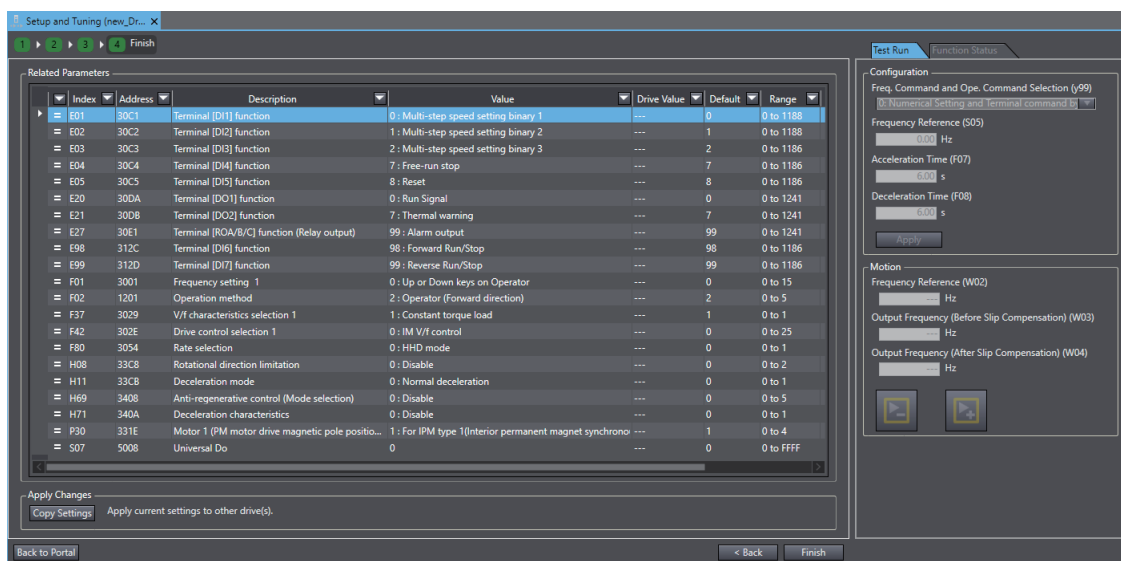 Setup and Tuning (new_Dr... X
1 2 3 4 Finish
Related Parameters
Index Address Description Value Drive Value Default Range
= E01 30C1 Terminal [DI1] function 0 : Multi-step speed setting binary 1 --- 0 0 to 1188
= E02 30C2 Terminal [DI2] function 1 : Multi-step speed setting binary 2 --- 1 0 to 1188
= E03 30C3 Terminal [DI3] function 2 : Multi-step speed setting binary 3 --- 2 0 to 1186
= E04 30C4 Terminal [DI4] function 7 : Free-run stop --- 7 0 to 1186
= E05 30C5 Terminal [DI5] function 8 : Reset --- 8 0 to 1186
= E20 30DA Terminal [DO1] function 0 : Run Signal --- 0 0 to 1241
= E21 30DB Terminal [DO2] function 7 : Thermal warning --- 7 0 to 1241
= E27 30E1 Terminal [ROA/B/C] function (Relay output) 99 : Alarm output --- 99 0 to 1241
= E98 312C Terminal [DI6] function 98 : Forward Run/Stop --- 98 0 to 1186
= E99 312D Terminal [DI7] function 99 : Reverse Run/Stop --- 99 0 to 1186
= F01 3001 Frequency setting 1 0 : Up or Down keys on Operator --- 0 0 to 15
= F02 1201 Operation method 2 : Operator (Forward direction) --- 2 0 to 5
= F37 3029 V/f characteristics selection 1 1 : Constant torque load --- 1 0 to 1
= F42 302E Drive control selection 1 0 : IM V/f control --- 0 0 to 25
= F80 3054 Rate selection 0 : HHD mode --- 0 0 to 1
= H08 33C8 Rotational direction limitation 0 : Disable --- 0 0 to 2
= H11 33CB Deceleration mode 0 : Normal deceleration --- 0 0 to 1
= H69 3408 Anti-regenerative control (Mode selection) 0 : Disable --- 0 0 to 5
= H71 340A Deceleration characteristics 0 : Disable --- 0 0 to 1
= P30 331E Motor 1 (PM motor drive magnetic pole positio... 1 : For IPM type 1(Interior permanent magnet synchrono --- 1 0 to 4
= S07 5008 Universal Do 0 --- 0 0 to FFFF
Apply Changes
Copy Settings Apply current settings to other drive(s).
Back to Portal < Back Finish
Test Run Function Status
Configuration
Freq. Command and Ope. Command Selection (y99)
0: Numerical Setting and Terminal command b
Frequency Reference (S05)
0.00 Hz
Acceleration Time (F07)
6.00 s
Deceleration Time (F08)
6.00 s
Apply
Motion
Frequency Reference (W02)
--- Hz
Output Frequency (Before Slip Compensation) (W03)
--- Hz
Output Frequency (After Slip Compensation) (W04)
--- Hz